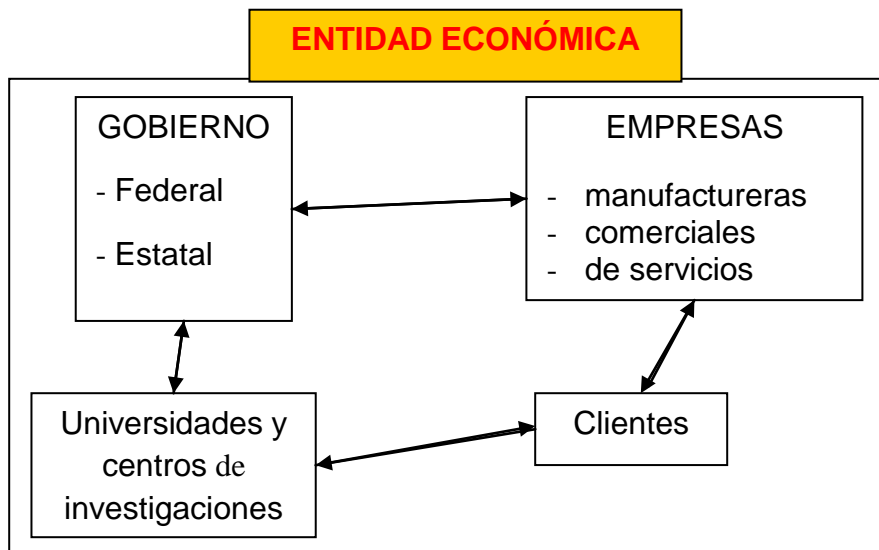 ENTIDAD ECONÓMICA
GOBIERNO
- Federal
- Estatal
EMPRESAS
- manufactureras
- comerciales
- de servicios
Universidades y
centros de
investigaciones
Clientes